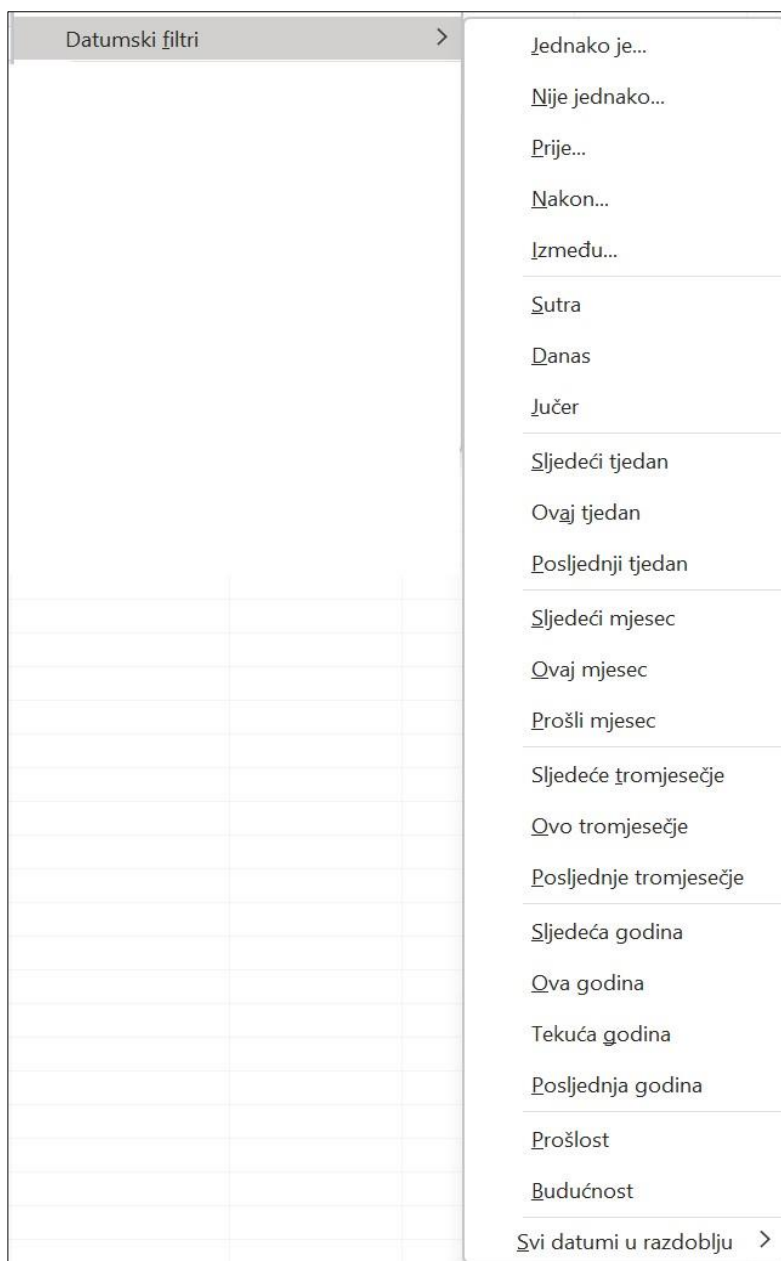 Datumski filtri
Jednako je...
Nije jednako...
Prije...
Nakon...
Između...
Sutra
Danas
Jučer
Sljedeći tjedan
Ovaj tjedan
Posljednji tjedan
Sljedeći mjesec
Ovaj mjesec
Prošli mjesec
Sljedeće tromjesečje
Ovo tromjesečje
Posljednje tromjesečje
Sljedeća godina
Ova godina
Tekuća godina
Posljednja godina
Prošlost
Budućnost
Svi datumi u razdoblju